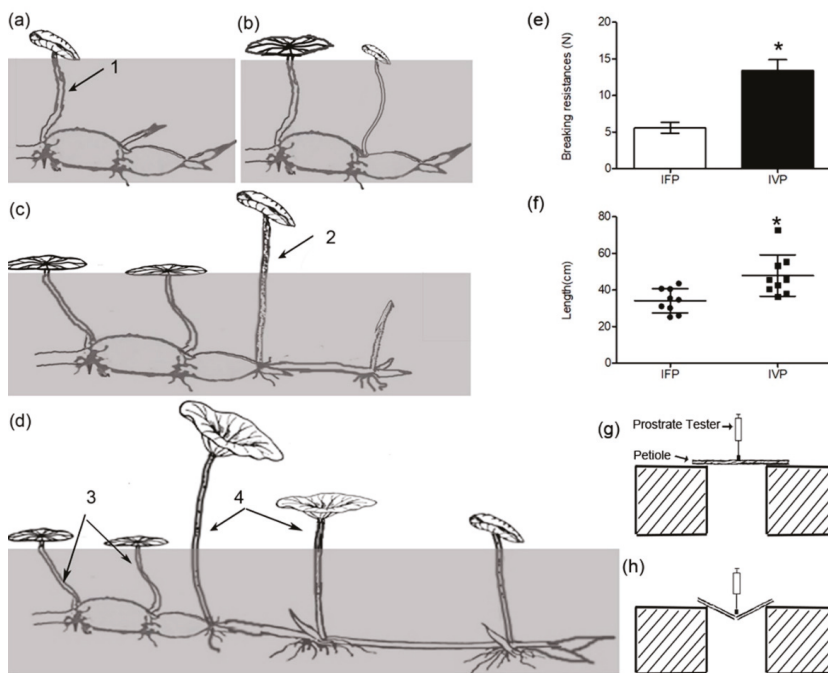 (a)
1
(b)
(c)
2
(d)
3
4
(e)
Breaking resistances (N)
20
15
10
5
0
*
IFP
IVP
(f)
Length(cm)
80
60
40
20
0
*
IFP
IVP
(g)
Prostrate Tester
Petiole
(h)